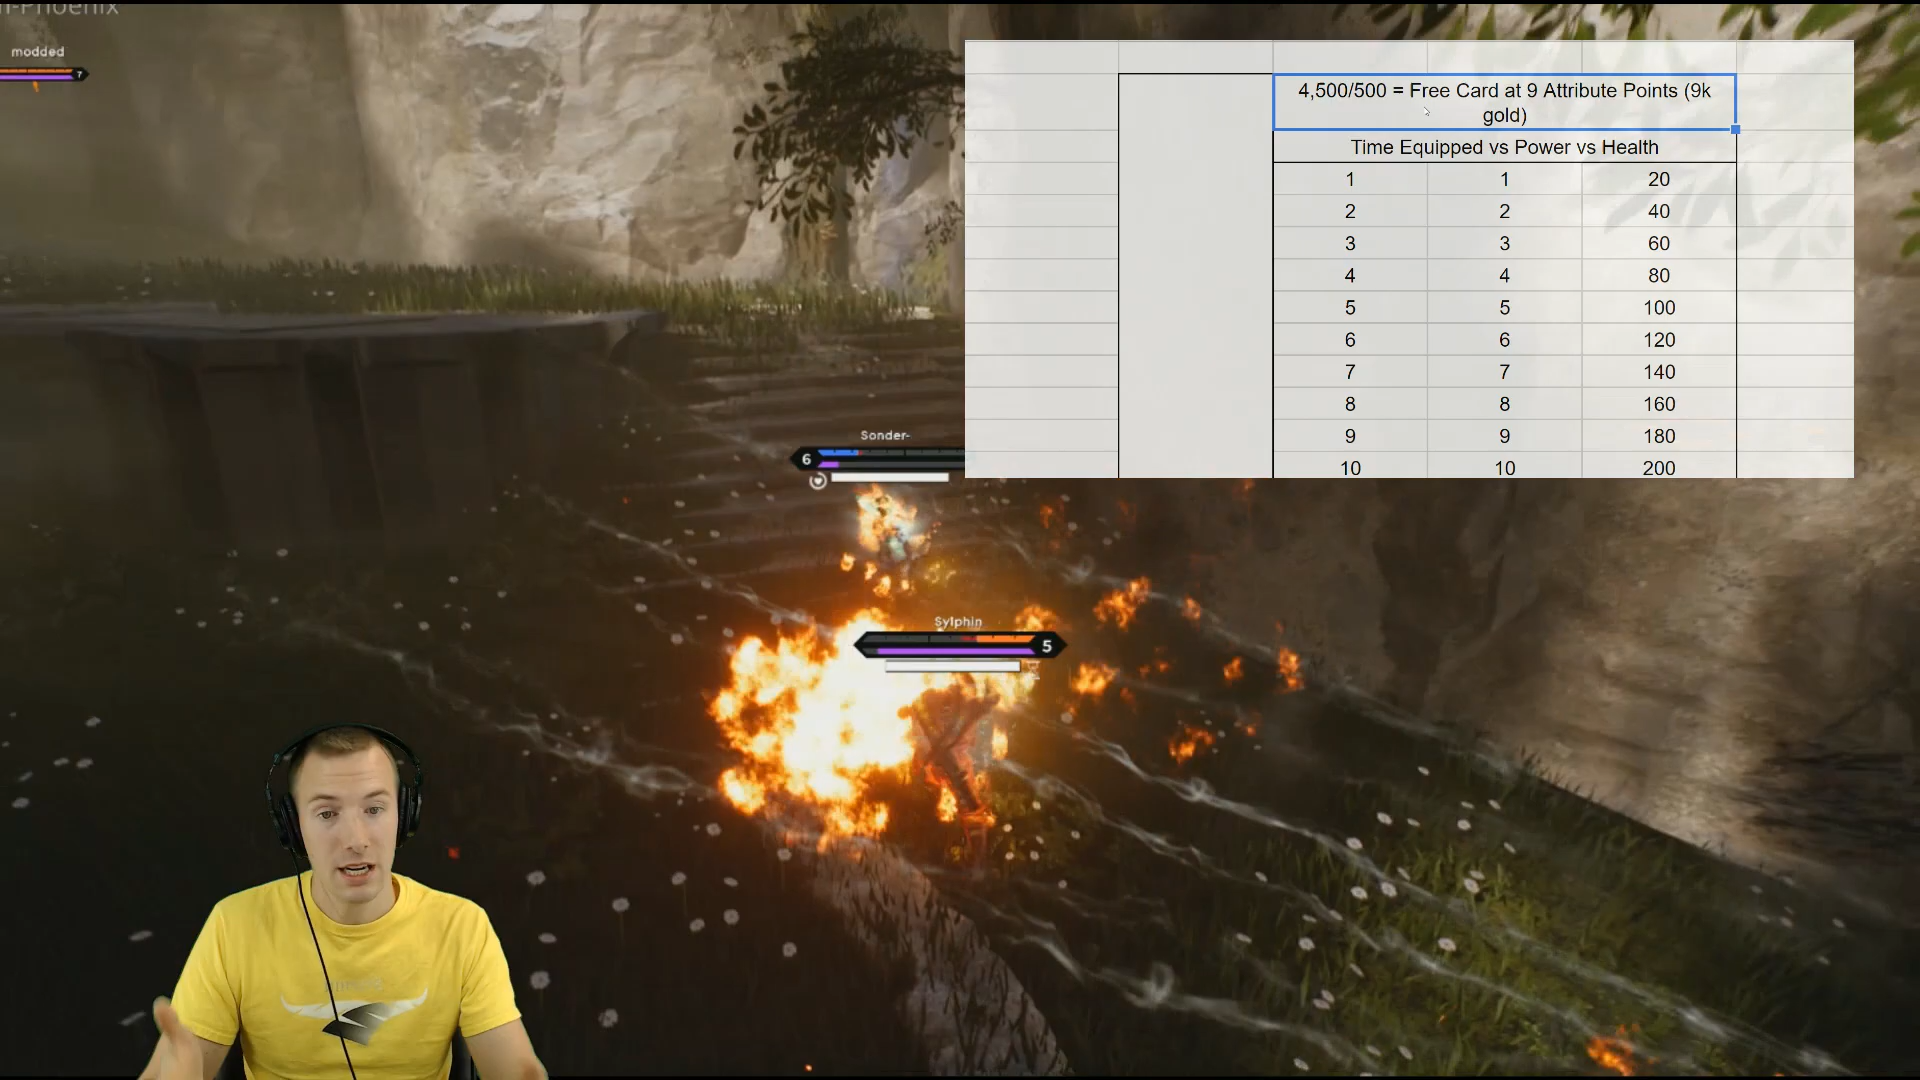 modded
7
4,500/500 = Free Card at 9 Attribute Points (9k
gold)
Time Equipped vs Power vs Health
1 1 20
2 2 40
3 3 60
4 4 80
5 5 100
6 6 120
7 7 140
8 8 160
9 9 180
10 10 200
Sonder-
6
Sylphin
5